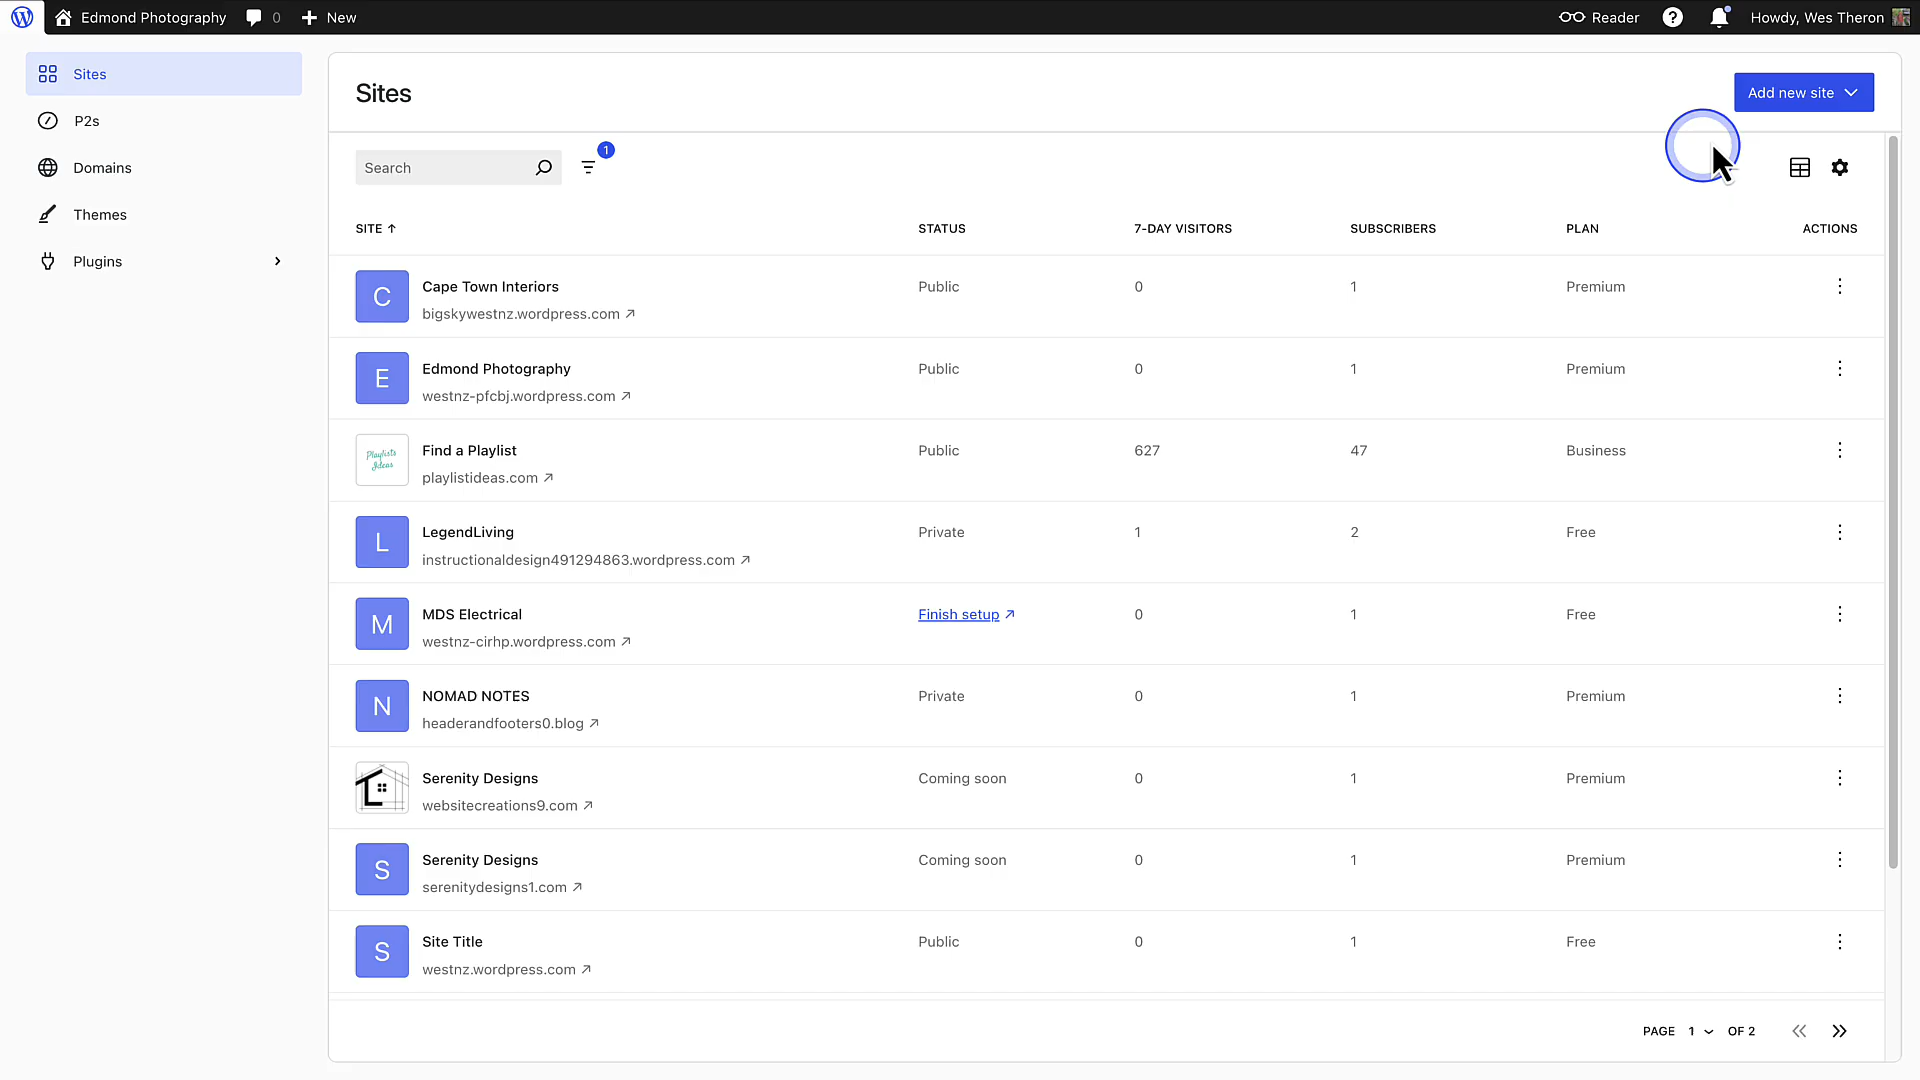 Edmond Photography 0 New Reader Howdy, Wes Theron
Sites
P2s
Domains
Themes
Plugins
Sites
Add new site
Search
1
SITE ↑ STATUS 7-DAY VISITORS SUBSCRIBERS PLAN ACTIONS
C Cape Town Interiors Public 0 1 Premium
bigskywestnz.wordpress.com ↗
E Edmond Photography Public 0 1 Premium
westnz-pfcbj.wordpress.com ↗
Playlists
Ideas
Find a Playlist Public 627 47 Business
playlistideas.com ↗
L LegendLiving Private 1 2 Free
instructionaldesign491294863.wordpress.com ↗
M MDS Electrical Finish setup ↗ 0 1 Free
westnz-cirhp.wordpress.com ↗
N NOMAD NOTES Private 0 1 Premium
headerandfooters0.blog ↗
Serenity Designs Coming soon 0 1 Premium
websitecreations9.com ↗
S Serenity Designs Coming soon 0 1 Premium
serenitydesigns1.com ↗
S Site Title Public 0 1 Free
westnz.wordpress.com ↗
PAGE 1 OF 2